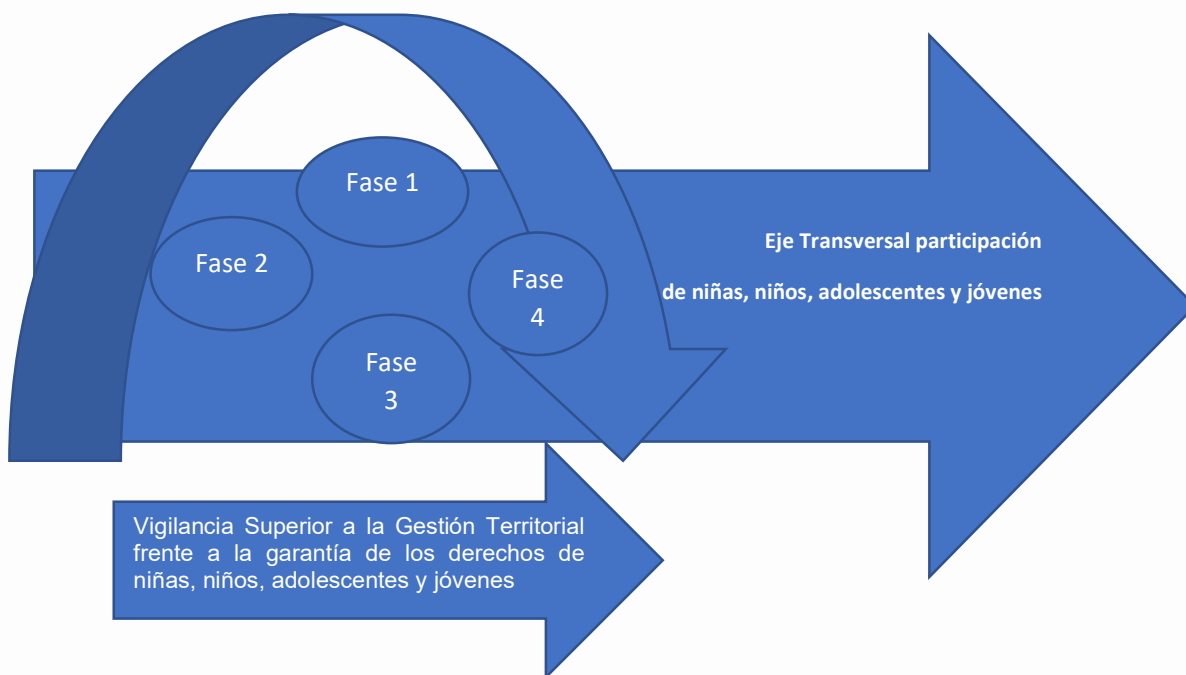 Fase 1
Fase 2
Fase
3
Fase
4
Eje Transversal participación
de niñas, niños, adolescentes y jóvenes
Vigilancia Superior a la Gestión Territorial
frente a la garantía de los derechos de
niñas, niños, adolescentes y jóvenes